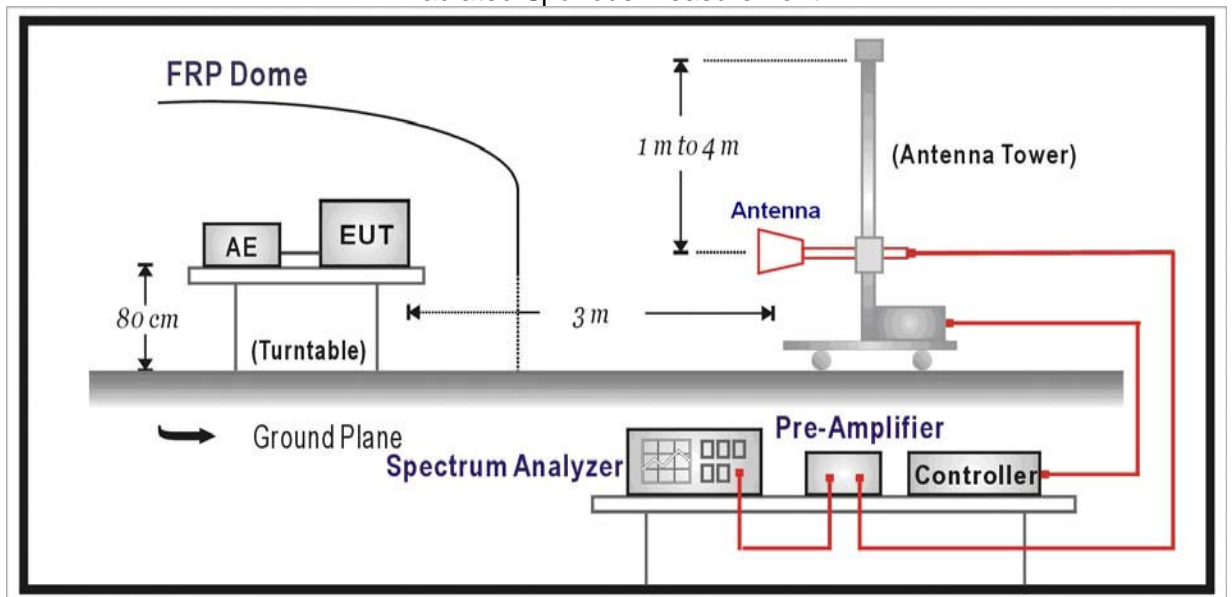 FRP Dome
1 m to 4 m
(Antenna Tower)
Antenna
AE
EUT
80 cm
3 m
(Turntable)
Ground Plane
Pre-Amplifier
Spectrum Analyzer
Controller